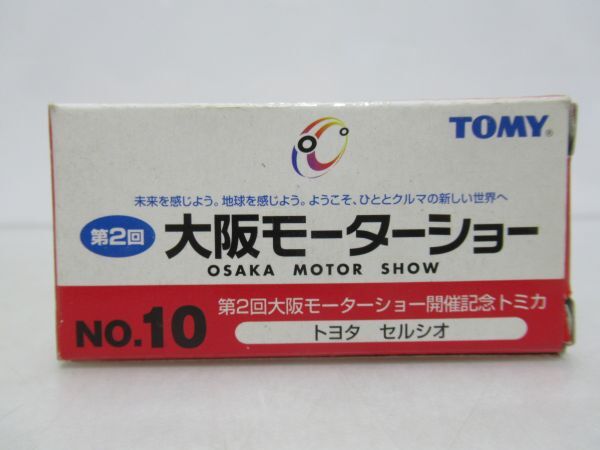 TOMY®
未来を感じよう。地球を感じよう。ようこそ、ひととクルマの新しい世界へ
第2回 大阪モーターショー
OSAKA MOTOR SHOW
第2回大阪モーターショー開催記念トミカ
NO.10 トヨタ セルシオ